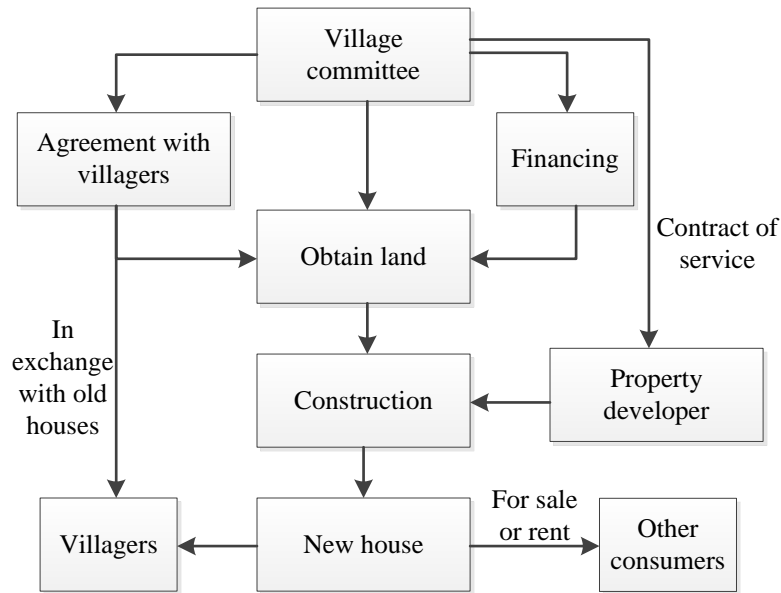 Village
committee
Agreement with
villagers
Financing
Contract of
service
Obtain land
In
exchange
with old
houses
Construction
Property
developer
Villagers
New house
For sale
or rent
Other
consumers